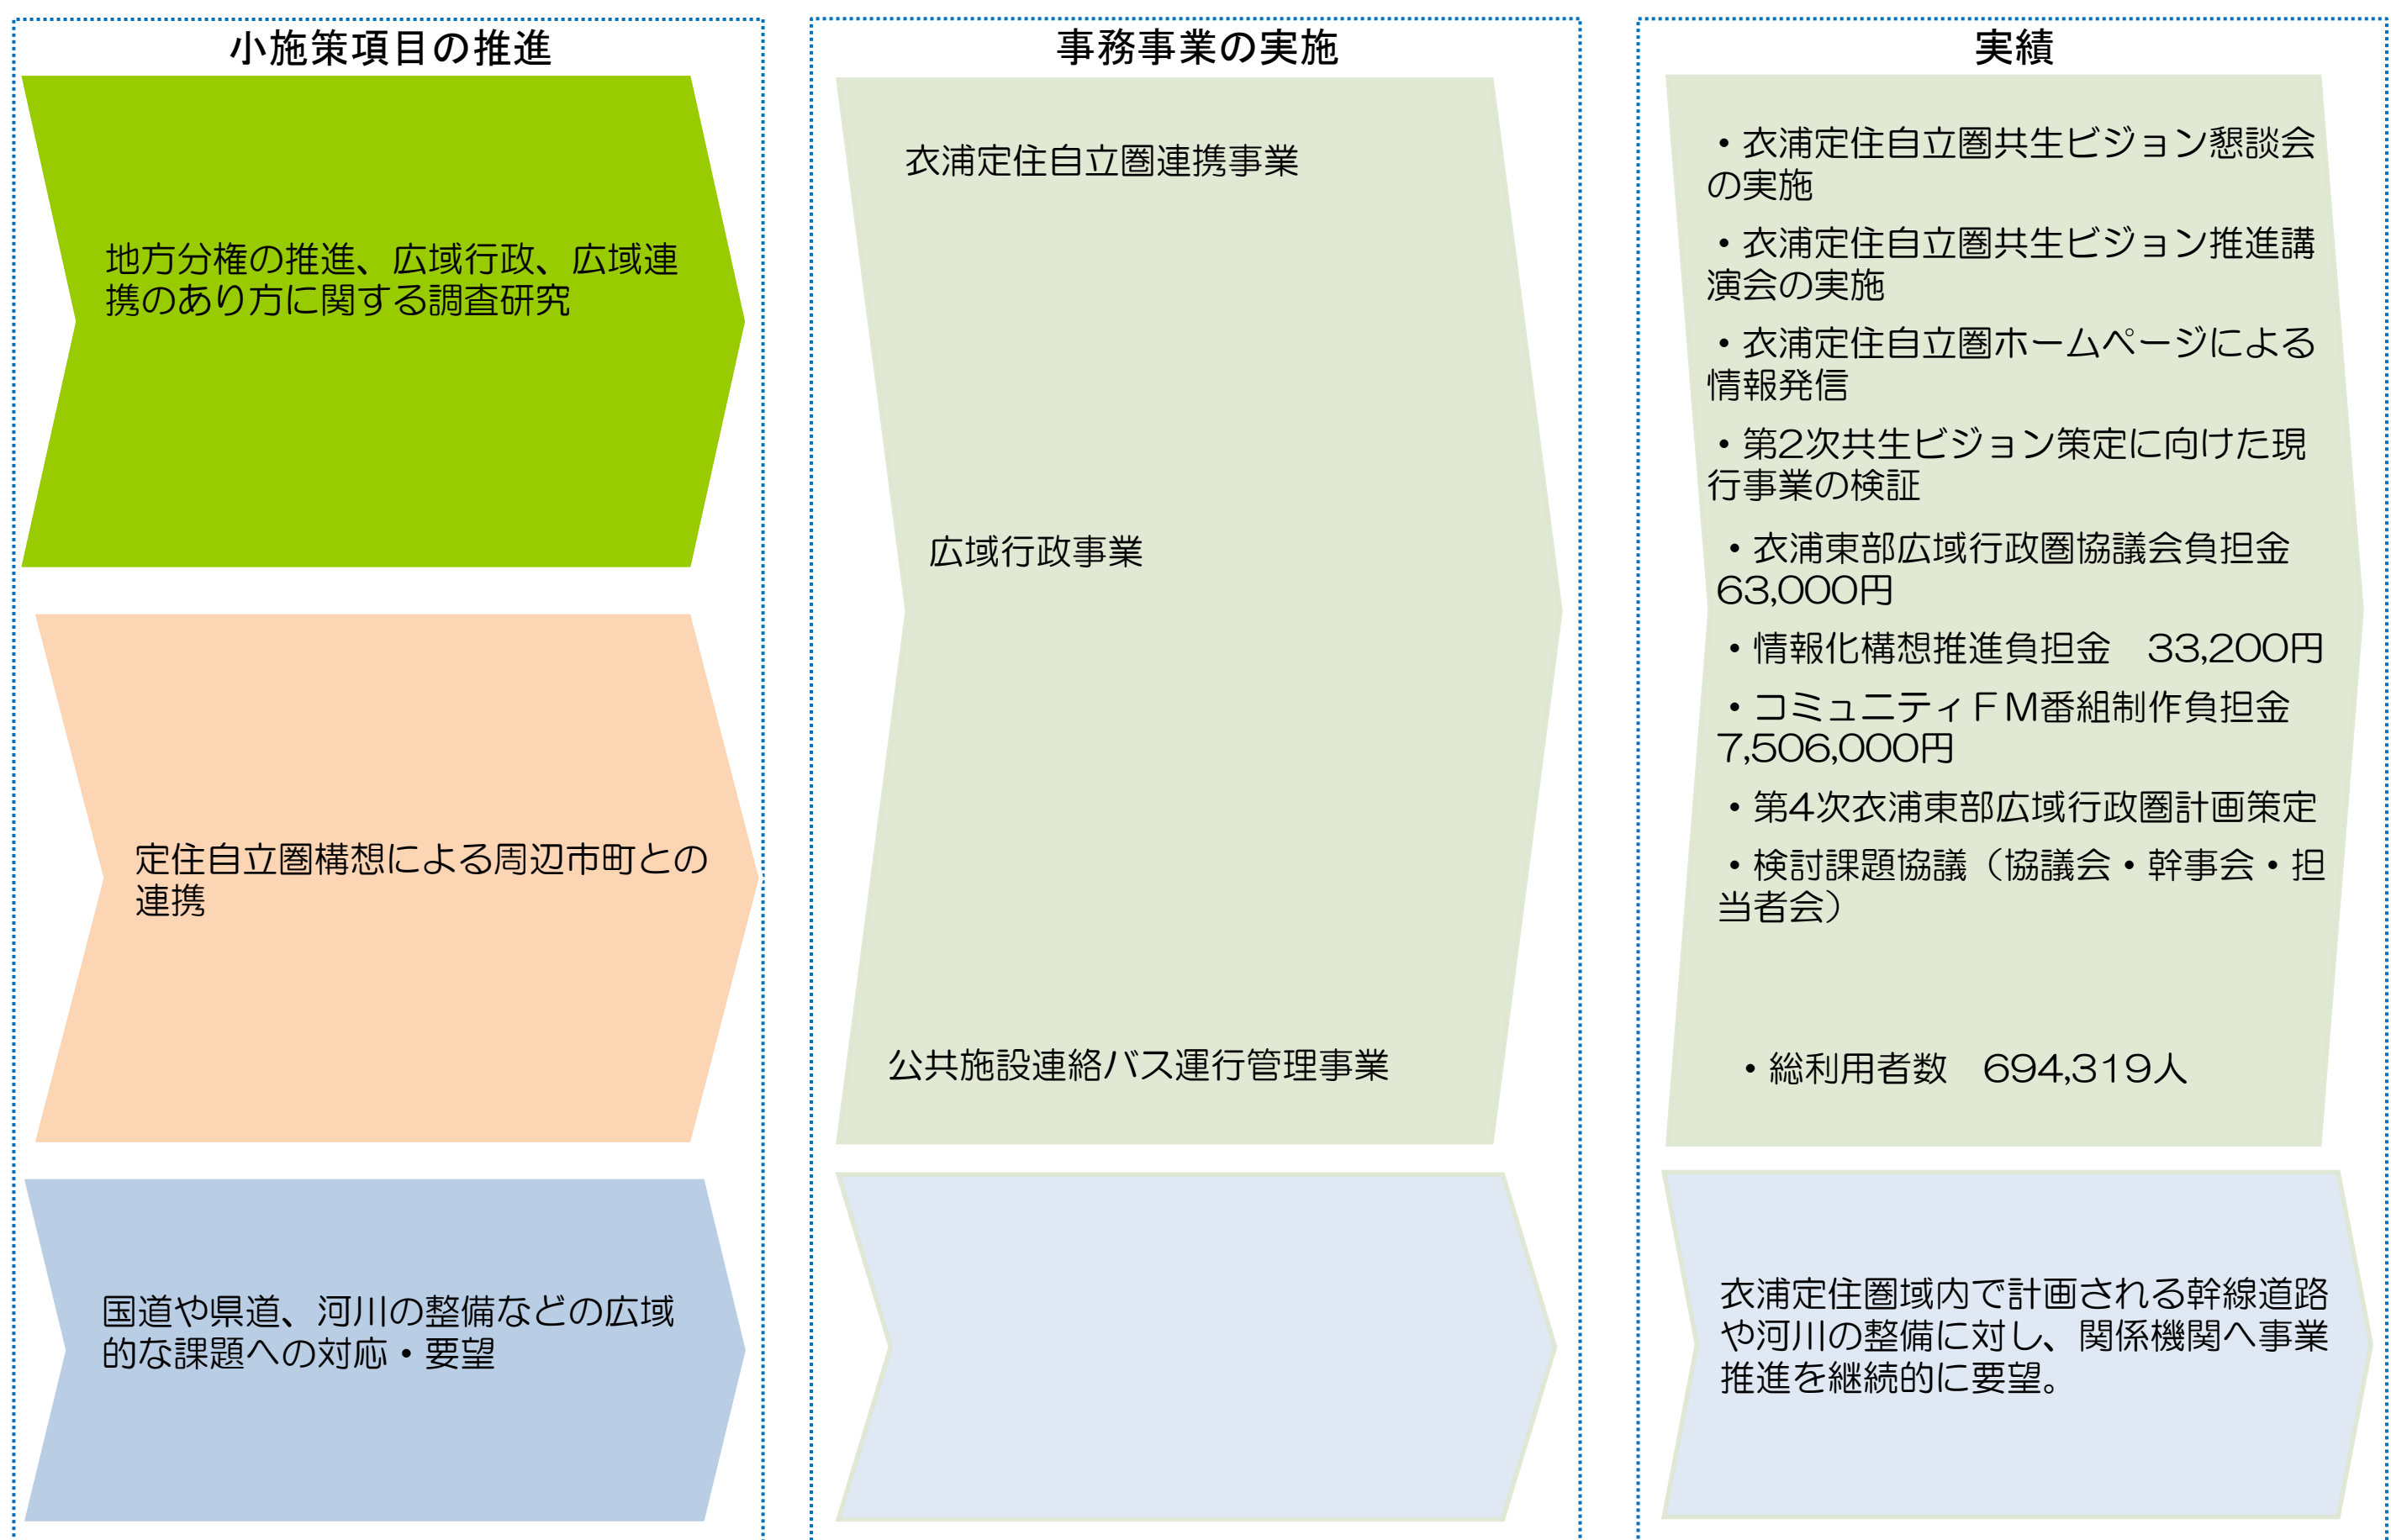 小施策項目の推進
地方分権の推進、広域行政、広域連
携のあり方に関する調査研究
定住自立圏構想による周辺市町との
連携
国道や県道、河川の整備などの広域
的な課題への対応・要望
事務事業の実施
衣浦定住自立圏連携事業
広域行政事業
公共施設連絡バス運行管理事業
実績
・衣浦定住自立圏共生ビジョン懇談会
の実施
・衣浦定住自立圏共生ビジョン推進講
演会の実施
・衣浦定住自立圏ホームページによる
情報発信
・第2次共生ビジョン策定に向けた現
行事業の検証
・衣浦東部広域行政圏協議会負担金
63,000円
・情報化構想推進負担金　33,200円
・コミュニティＦＭ番組制作負担金
7,506,000円
・第4次衣浦東部広域行政圏計画策定
・検討課題協議（協議会・幹事会・担
当者会）
・総利用者数　694,319人
衣浦定住圏域内で計画される幹線道路
や河川の整備に対し、関係機関へ事業
推進を継続的に要望。